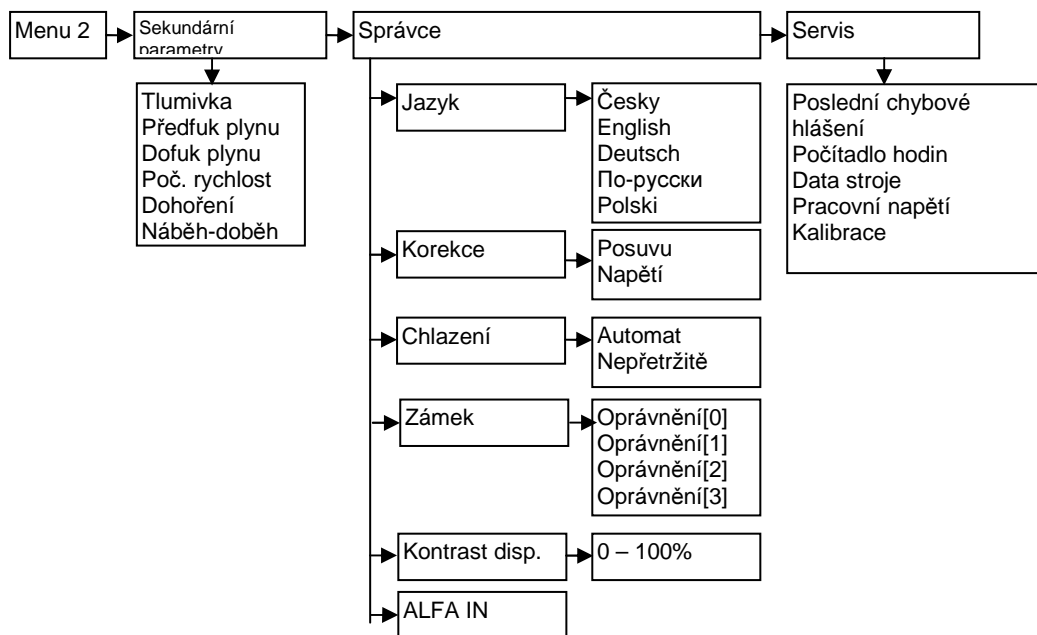 Menu 2
Sekundární
parametry
Správce
Servis
Tlumivka
Předfuk plynu
Dofuk plynu
Poč. rychlost
Dohoření
Náběh-doběh
Jazyk
Česky
English
Deutsch
По-русски
Polski
Korekce
Posuvu
Napětí
Chlazení
Automat
Nepřetržitě
Zámek
Oprávnění[0]
Oprávnění[1]
Oprávnění[2]
Oprávnění[3]
Kontrast disp.
0 – 100%
ALFA IN
Poslední chybové
hlášení
Počítadlo hodin
Data stroje
Pracovní napětí
Kalibrace